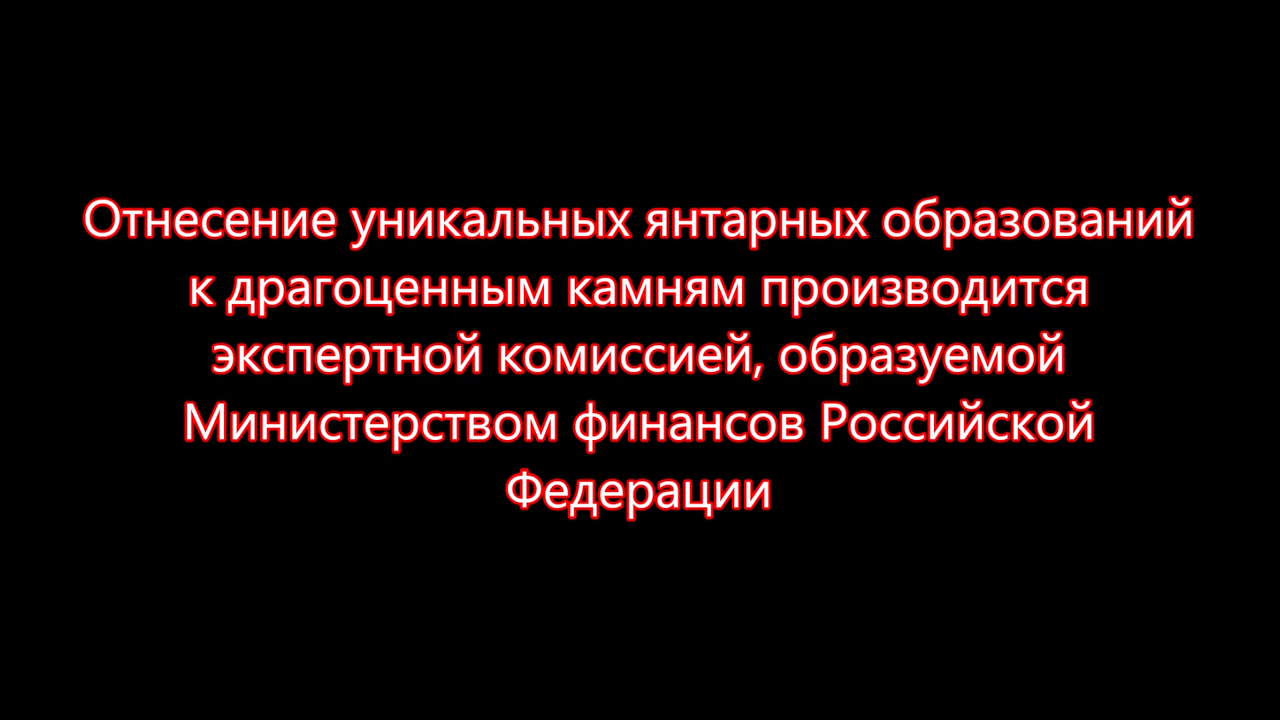 Отнесение уникальных янтарных образований
к драгоценным камням производится
экспертной комиссией, образуемой
Министерством финансов Российской
Федерации